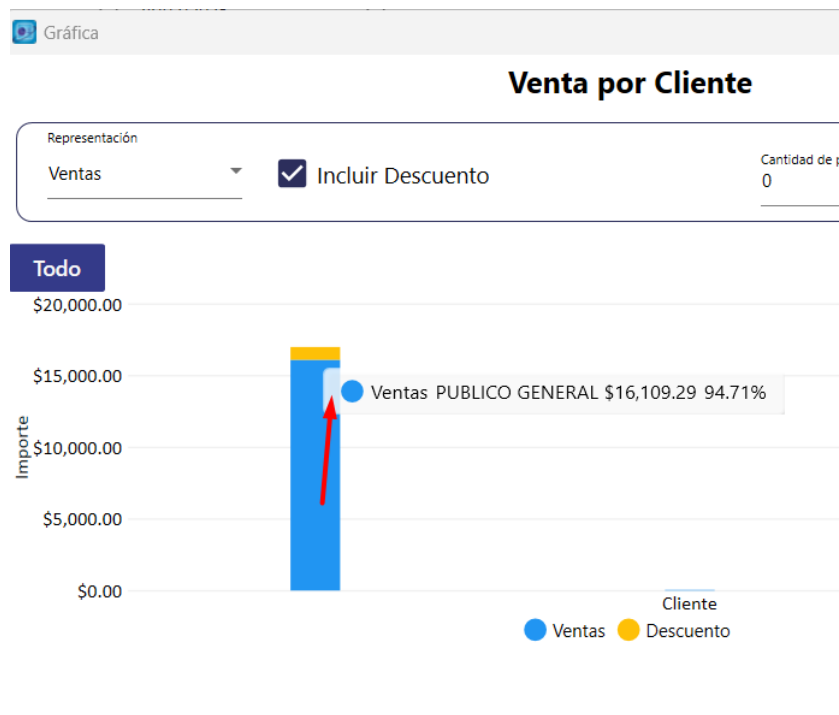 Gráfica
Venta por Cliente
Representación
Ventas
Incluir Descuento
Cantidad de
0
Todo
$20,000.00
$15,000.00
Ventas PUBLICO GENERAL $16,109.29 94.71%
Importe
$10,000.00
$5,000.00
$0.00
Cliente
Ventas Descuento